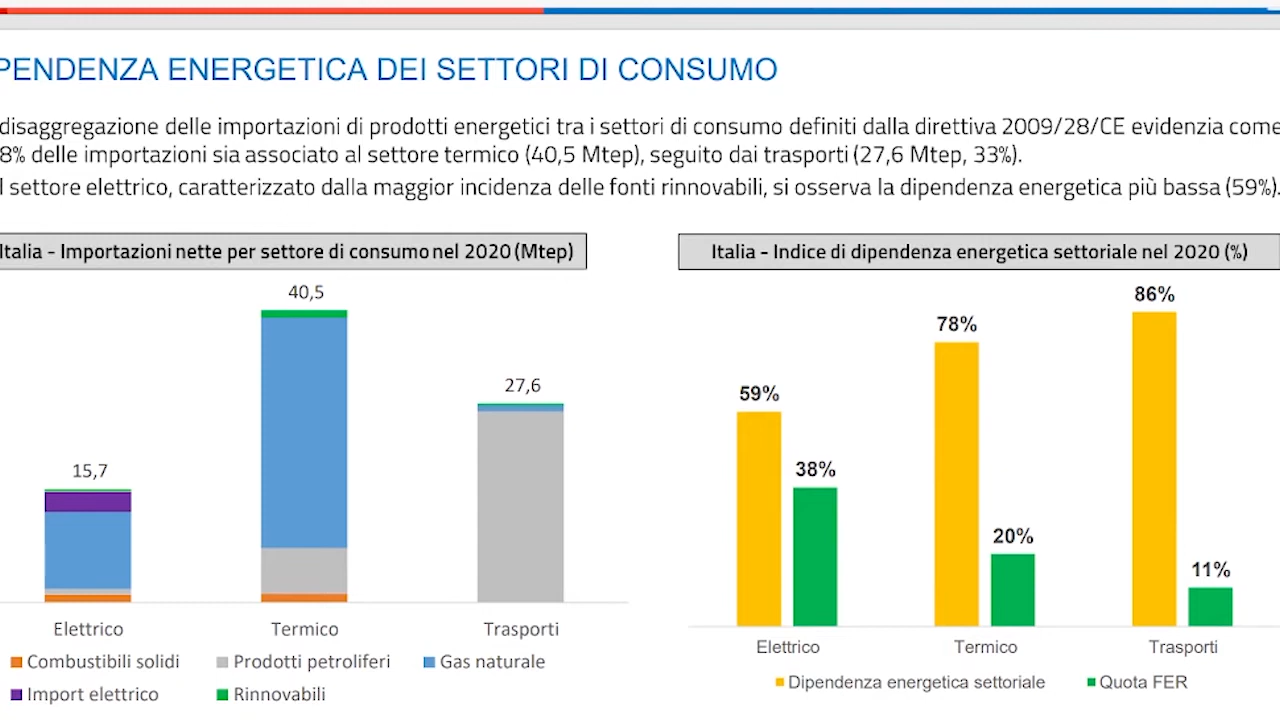 PENDENZA ENERGETICA DEI SETTORI DI CONSUMO
disaggregazione delle importazioni di prodotti energetici tra i settori di consumo definiti dalla direttiva 2009/28/CE evidenzia come
8% delle importazioni sia associato al settore termico (40,5 Mtep), seguito dai trasporti (27,6 Mtep, 33%).
l settore elettrico, caratterizzato dalla maggior incidenza delle fonti rinnovabili, si osserva la dipendenza energetica più bassa (59%).
Italia - Importazioni nette per settore di consumo nel 2020 (Mtep)
40,5
27,6
15,7
Elettrico Termico Trasporti
Combustibili solidi Prodotti petroliferi Gas naturale
Import elettrico Rinnovabili
Italia - Indice di dipendenza energetica settoriale nel 2020 (%)
86%
78%
59%
38%
20%
11%
Elettrico Termico Trasporti
Dipendenza energetica settoriale Quota FER